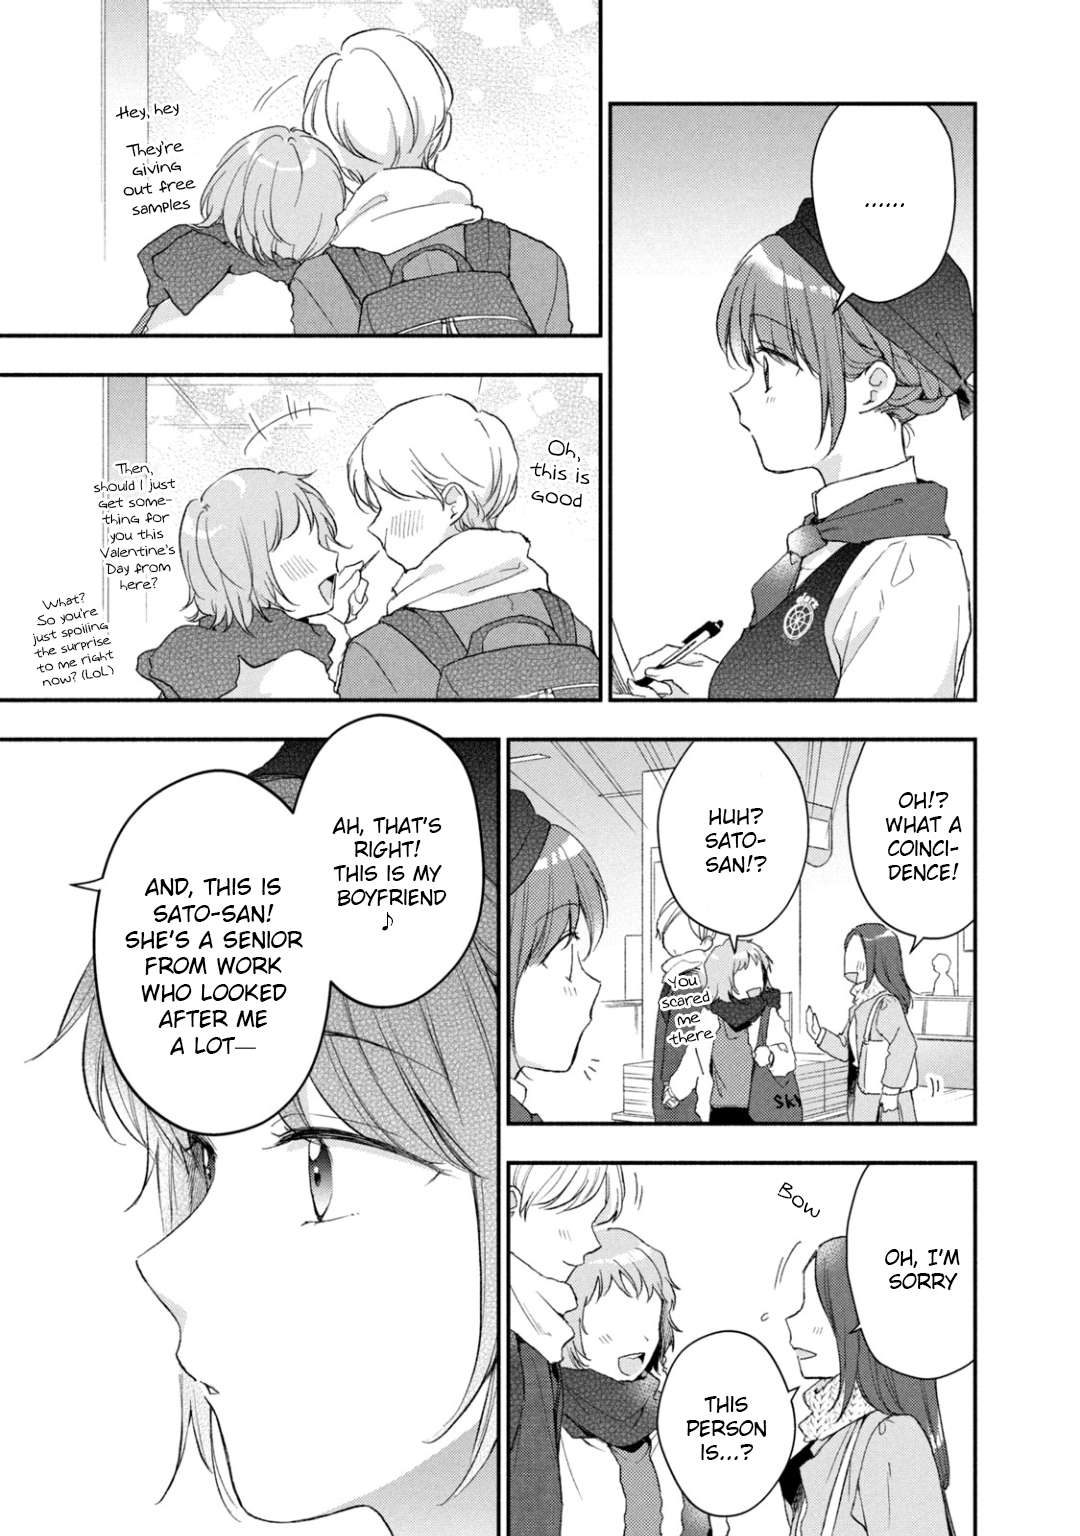 ......
Hey, hey
They're
giving
out free
samples
Oh,
this is
good
Then,
should I just
get some-
thing for
you this
Valentine's
Day from
here?
What?
So you're
just spoiling
the surprise
to me right
now? (LoL)
OH!?
WHAT A
COINCI-
DENCE!
HUH?
SATO-
SAN!?
You
scared
me
there
SKY
OH, I'M
SORRY
BOW
THIS
PERSON
IS...?
AH, THAT'S
RIGHT!
THIS IS MY
BOYFRIEND
♪
AND, THIS IS
SATO-SAN!
SHE'S A SENIOR
FROM WORK
WHO LOOKED
AFTER ME
A LOT—